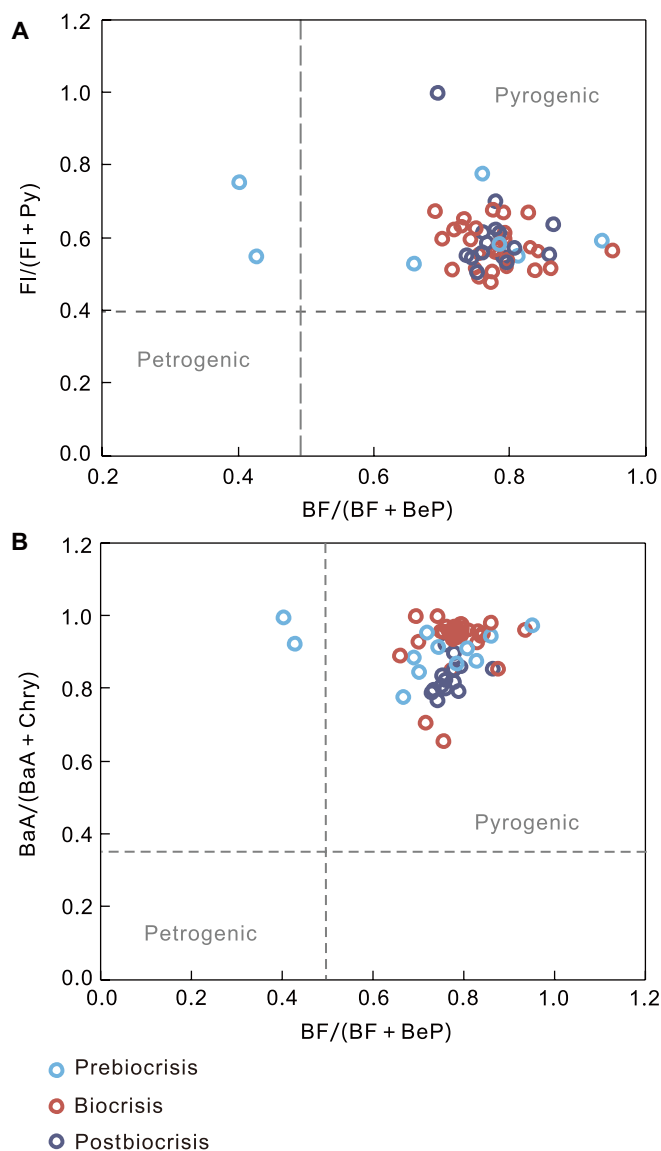 A
1.2
1.0
0.8
0.6
0.4
0.2
0.0
Fl/(Fl + Py)
Pyrogenic
Petrogenic
0.2
0.4
0.6
0.8
1.0
BF/(BF + BeP)
B
1.2
1.0
0.8
0.6
0.4
0.2
0.0
BaA/(BaA + Chry)
Pyrogenic
Petrogenic
0.0
0.2
0.4
0.6
0.8
1.0
1.2
BF/(BF + BeP)
Prebiocrisis
Biocrisis
Postbiocrisis